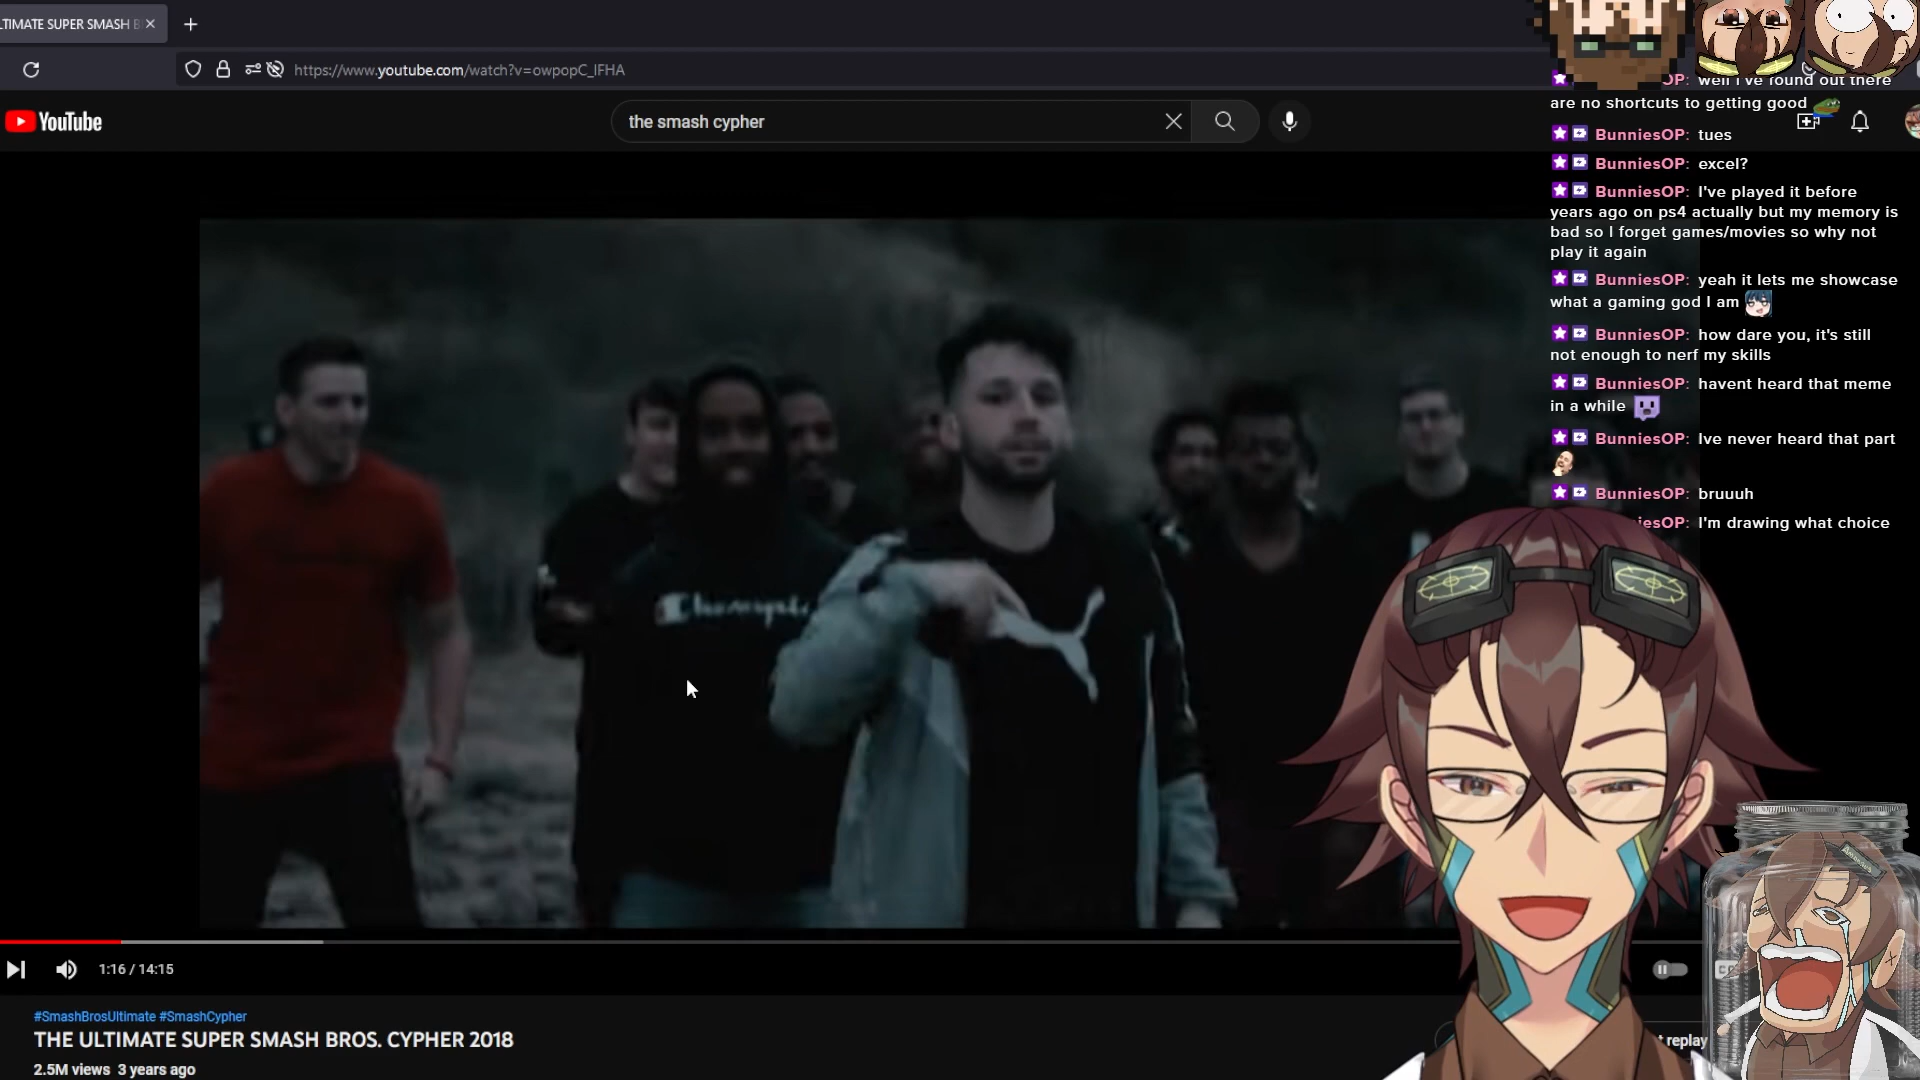 LTIMATE SUPER SMASH B
https://www.youtube.com/watch?v=owpopC_lFHA
YouTube
the smash cypher
OP: well I've found out there
are no shortcuts to getting good
BunniesOP: tues
BunniesOP: excel?
BunniesOP: I've played it before
years ago on ps4 actually but my memory is
bad so I forget games/movies so why not
play it again
BunniesOP: yeah it lets me showcase
what a gaming god I am
BunniesOP: how dare you, it's still
not enough to nerf my skills
BunniesOP: havent heard that meme
in a while
BunniesOP: Ive never heard that part
BunniesOP: bruuuh
iesOP: I'm drawing what choice
Champion
1:16 / 14:15
#SmashBrosUltimate #SmashCypher
THE ULTIMATE SUPER SMASH BROS. CYPHER 2018
2.5M views 3 years ago
t replay